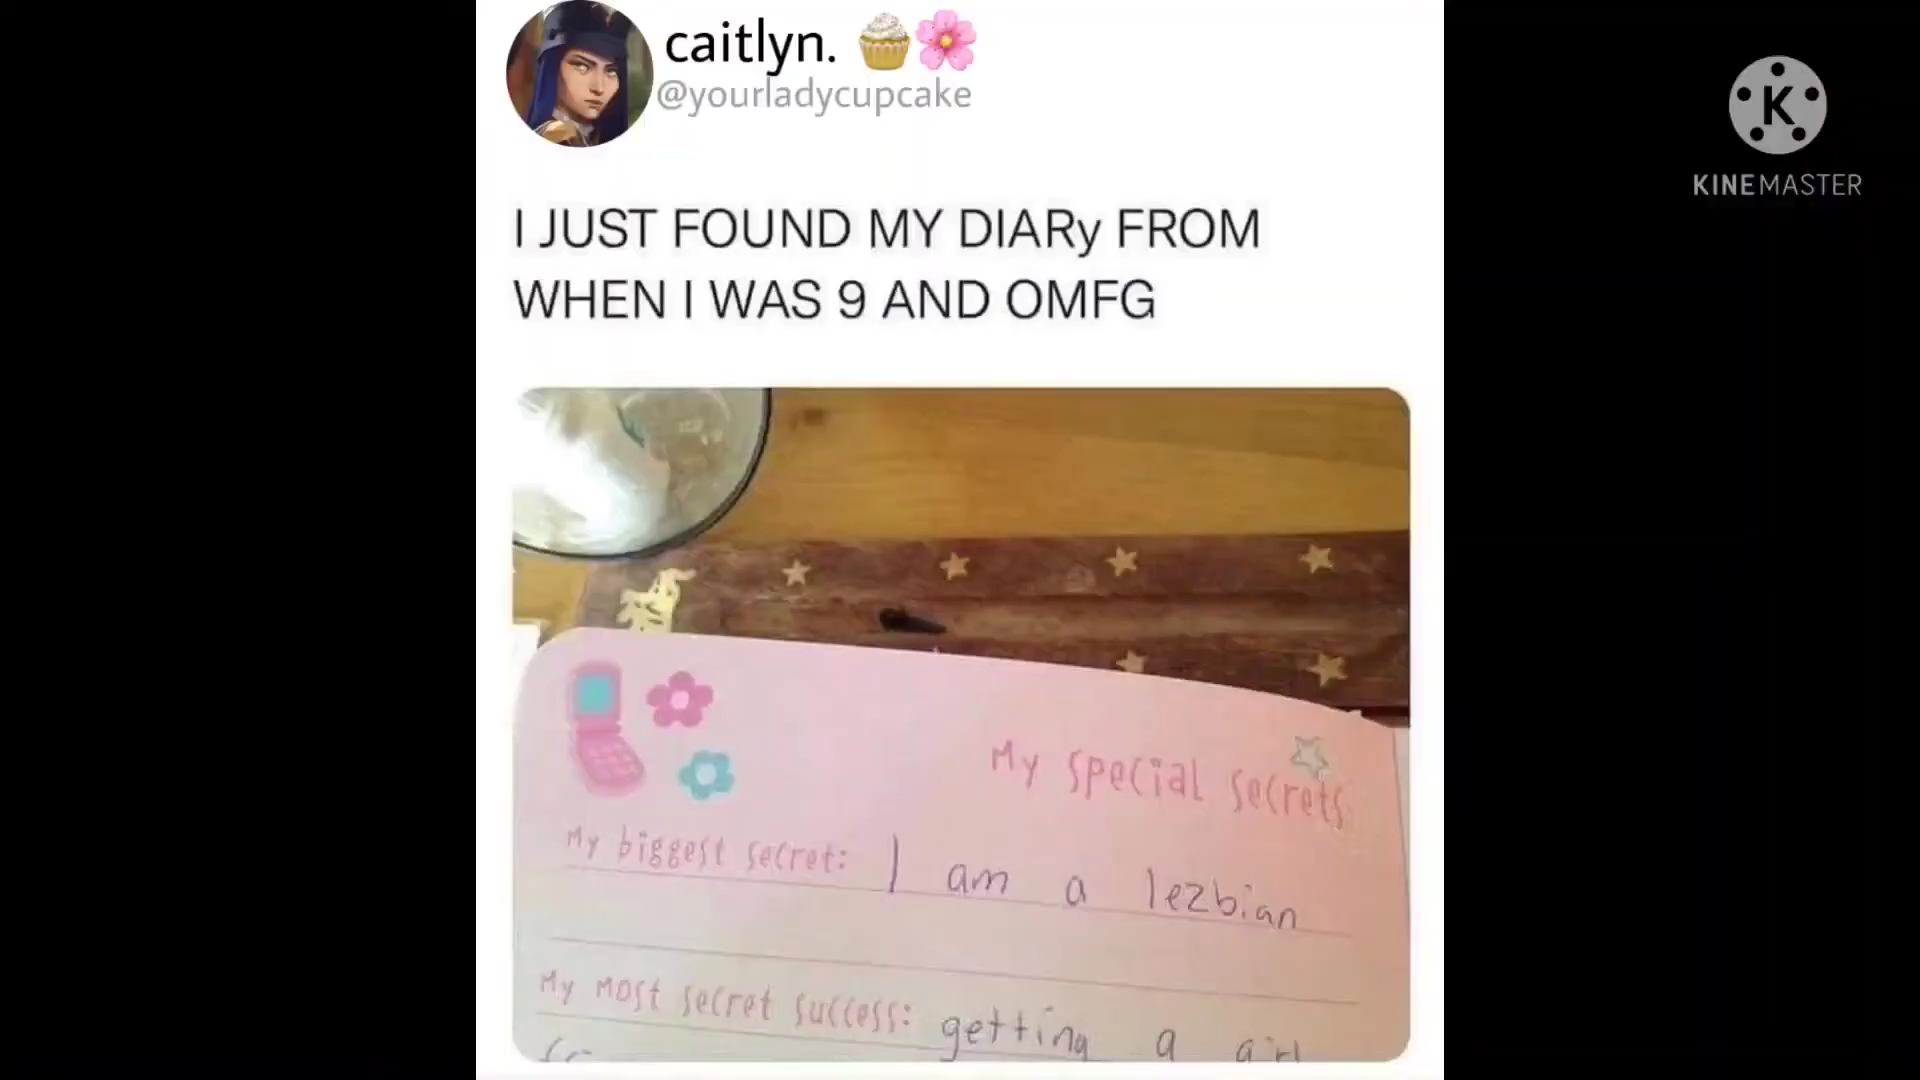 caitlyn. 🧁🌸
@yourladycupcake
KINEMASTER
I JUST FOUND MY DIARy FROM
WHEN I WAS 9 AND OMFG
My special secrets
My biggest secret: I am a lezbian
My most secret success: getting a girl